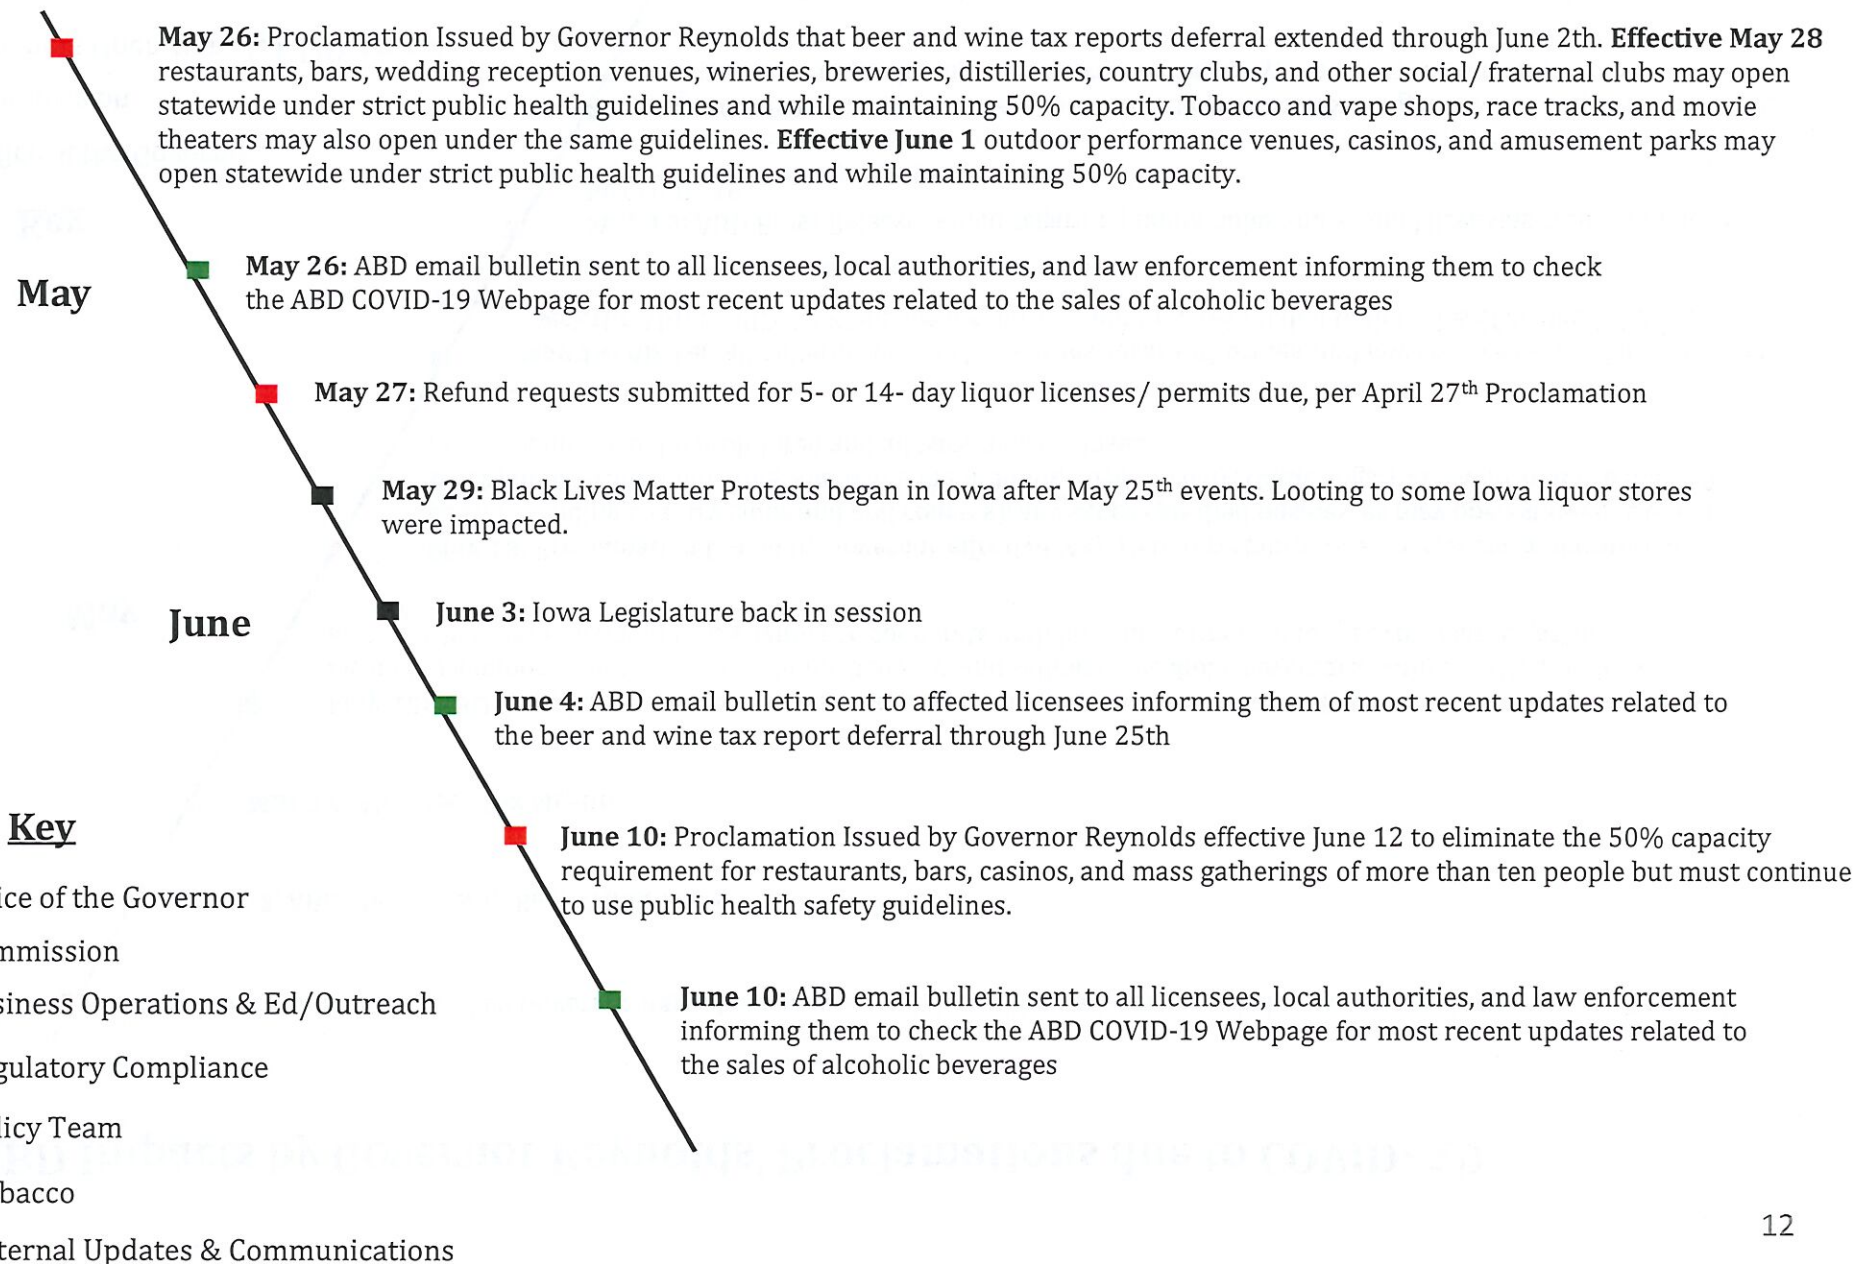 May 26: Proclamation Issued by Governor Reynolds that beer and wine tax reports deferral extended through June 2th. Effective May 28
restaurants, bars, wedding reception venues, wineries, breweries, distilleries, country clubs, and other social/ fraternal clubs may open
statewide under strict public health guidelines and while maintaining 50% capacity. Tobacco and vape shops, race tracks, and movie
theaters may also open under the same guidelines. Effective June 1 outdoor performance venues, casinos, and amusement parks may
open statewide under strict public health guidelines and while maintaining 50% capacity.
May
May 26: ABD email bulletin sent to all licensees, local authorities, and law enforcement informing them to check
the ABD COVID-19 Webpage for most recent updates related to the sales of alcoholic beverages
May 27: Refund requests submitted for 5- or 14- day liquor licenses/ permits due, per April 27th Proclamation
May 29: Black Lives Matter Protests began in Iowa after May 25th events. Looting to some Iowa liquor stores
were impacted.
June
June 3: Iowa Legislature back in session
June 4: ABD email bulletin sent to affected licensees informing them of most recent updates related to
the beer and wine tax report deferral through June 25th
June 10: Proclamation Issued by Governor Reynolds effective June 12 to eliminate the 50% capacity
requirement for restaurants, bars, casinos, and mass gatherings of more than ten people but must continue
to use public health safety guidelines.
June 10: ABD email bulletin sent to all licensees, local authorities, and law enforcement
informing them to check the ABD COVID-19 Webpage for most recent updates related to
the sales of alcoholic beverages
Key
ice of the Governor
mmission
siness Operations & Ed/Outreach
gulatory Compliance
licy Team
bacco
ternal Updates & Communications
12